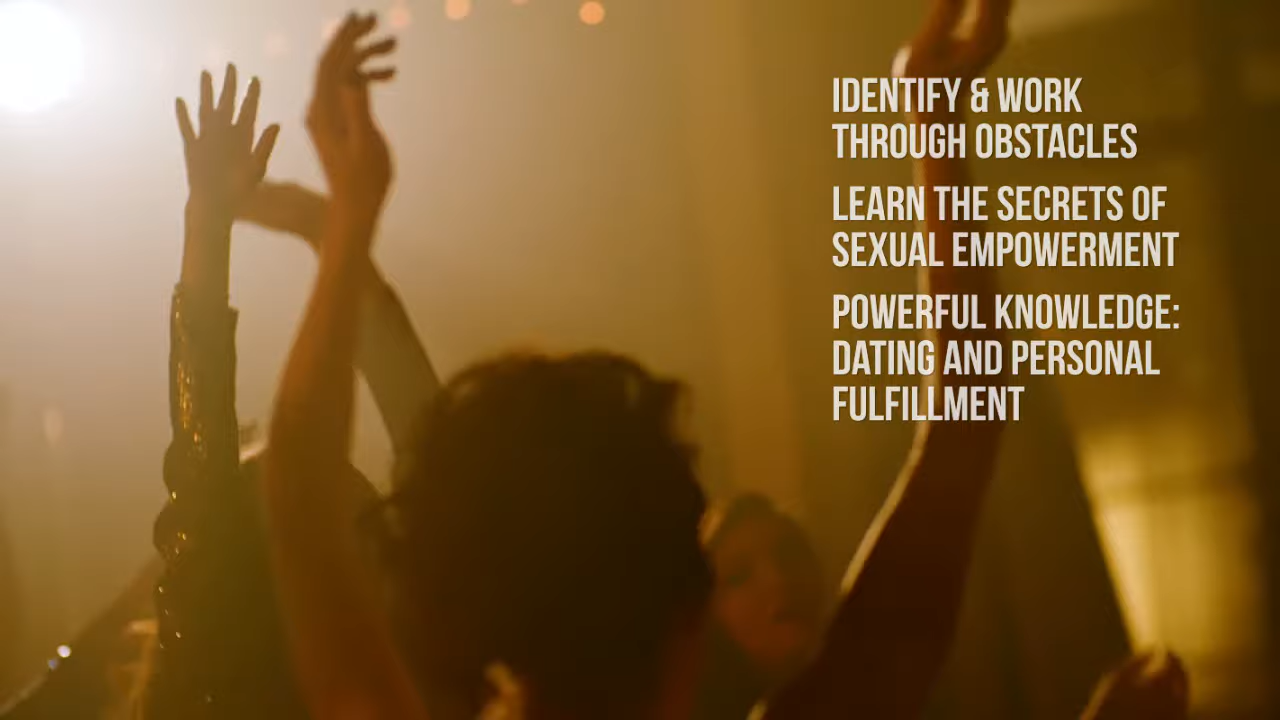 IDENTIFY & WORK
THROUGH OBSTACLES
LEARN THE SECRETS OF
SEXUAL EMPOWERMENT
POWERFUL KNOWLEDGE:
DATING AND PERSONAL
FULFILLMENT